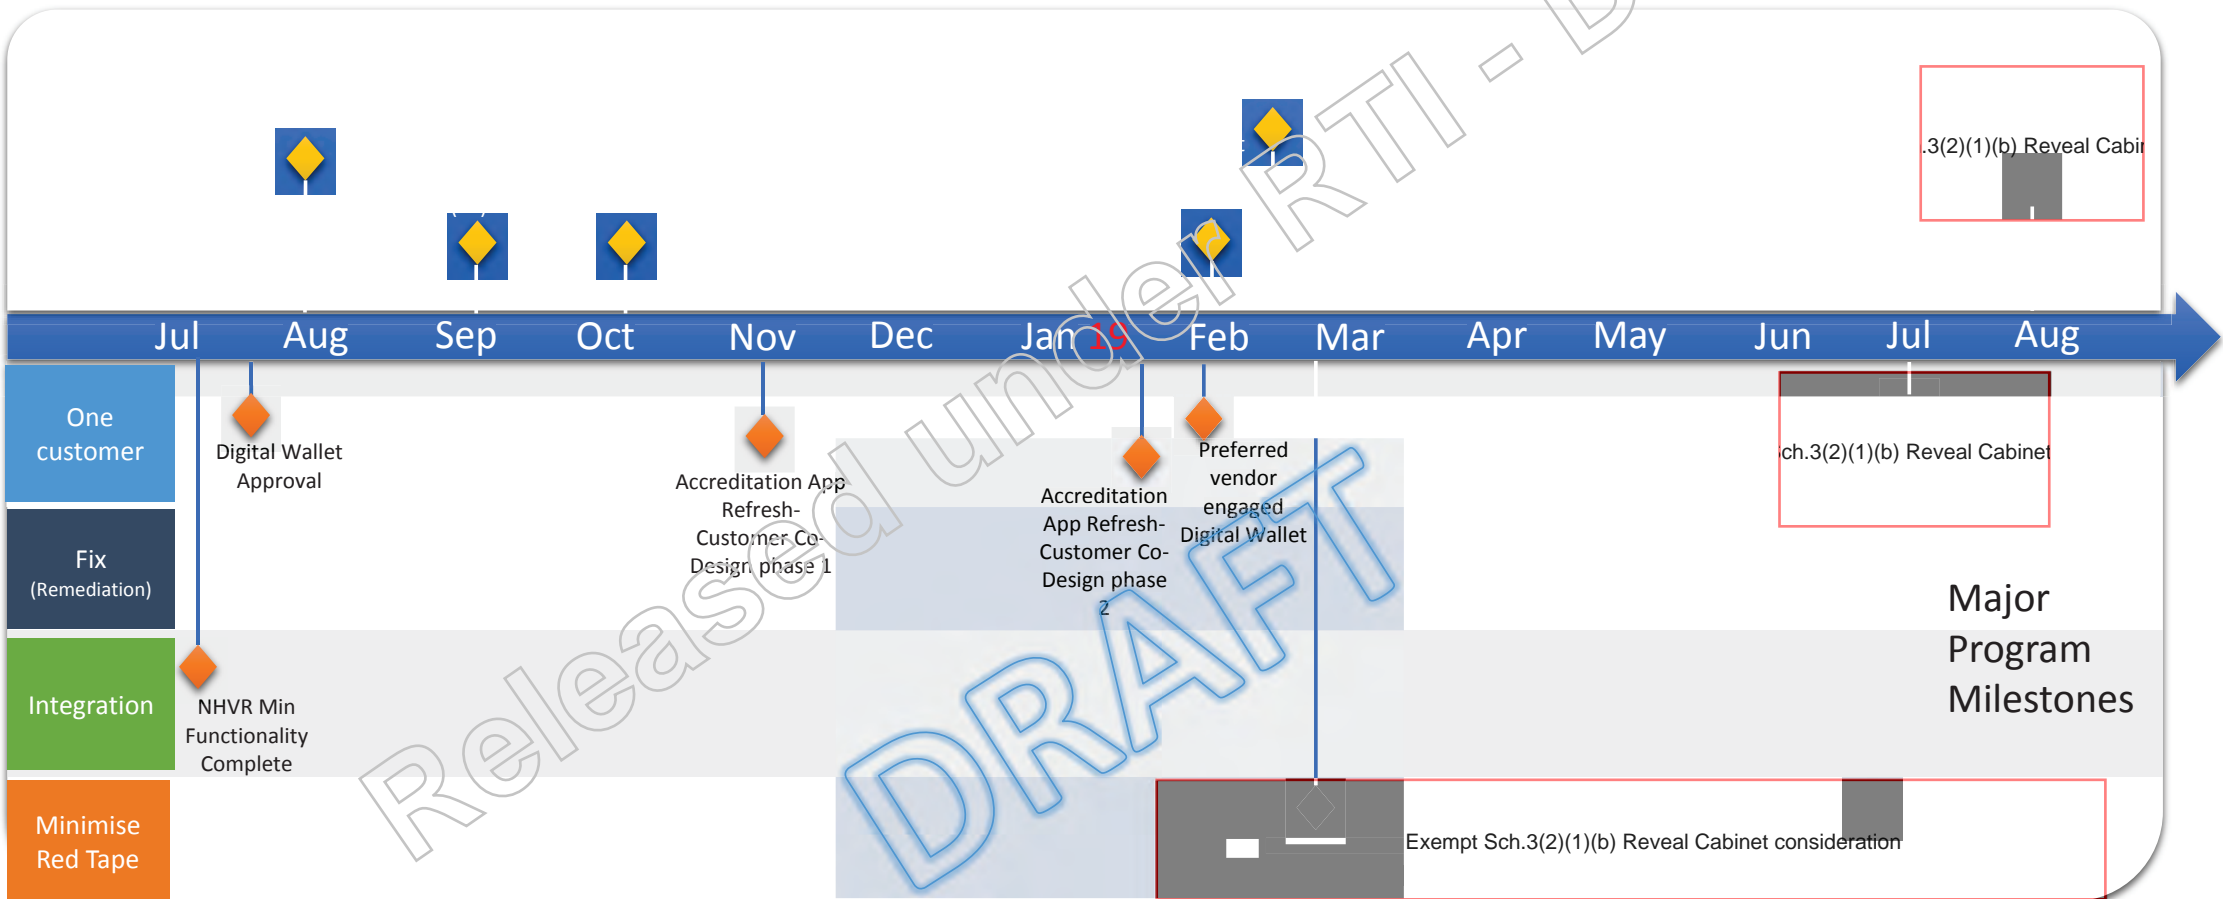 .3(2)(1)(b) Reveal Cabin
Jul Aug Sep Oct Nov Dec Jan 19 Feb Mar Apr May Jun Jul Aug
One
customer
Digital Wallet
Approval
Accreditation App
Refresh-
Customer Co-
Design phase 1
Accreditation
App Refresh-
Customer Co-
Design phase
2
Preferred
vendor
engaged
Digital Wallet
ch.3(2)(1)(b) Reveal Cabinet
Fix
(Remediation)
Major
Program
Milestones
Integration
NHVR Min
Functionality
Complete
Minimise
Red Tape
Exempt Sch.3(2)(1)(b) Reveal Cabinet consideration
Released under RTI - D
DRAFT